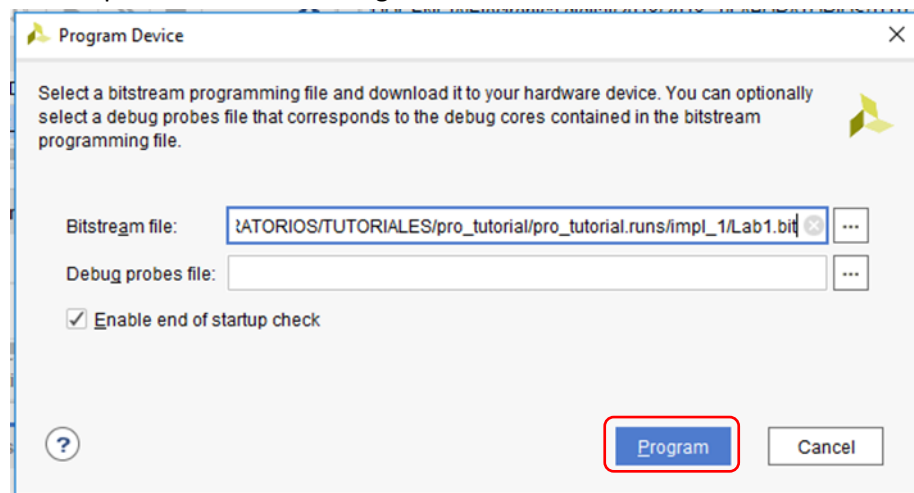 Program Device
Select a bitstream programming file and download it to your hardware device. You can optionally
select a debug probes file that corresponds to the debug cores contained in the bitstream
programming file.
Bitstream file: RATORIOS/TUTORIALES/pro_tutorial/pro_tutorial.runs/impl_1/Lab1.bit ...
Debug probes file: ...
Enable end of startup check
? Program Cancel